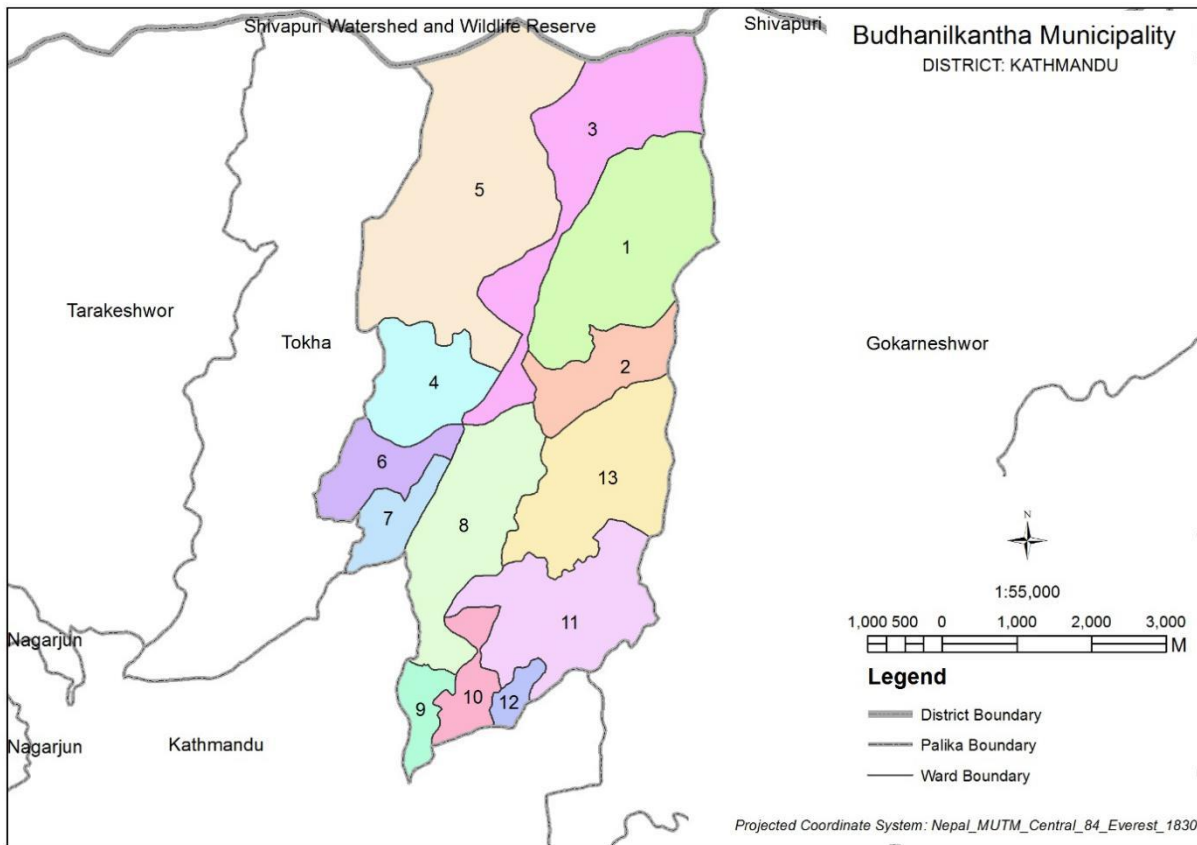 Shivapuri Watershed and Wildlife Reserve
Shivapuri
Budhanilkantha Municipality
DISTRICT: KATHMANDU
3
5
1
Tarakeshwor
Tokha
Gokarneshwor
4
2
6
13
7
8
N
1:55,000
1,000 500 0 1,000 2,000 3,000
M
11
Nagarjun
Legend
10
12
9
District Boundary
Nagarjun
Kathmandu
Palika Boundary
Ward Boundary
Projected Coordinate System: Nepal_MUTM_Central_84_Everest_1830